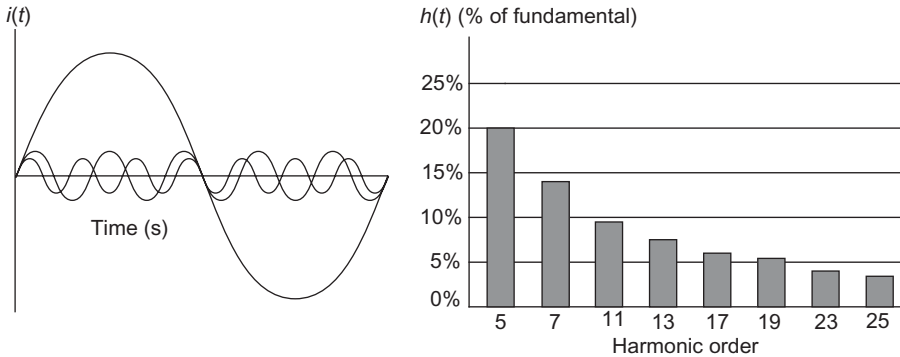 i(t)
Time (s)
h(t) (% of fundamental)
25%
20%
15%
10%
5%
0%
5 7 11 13 17 19 23 25
Harmonic order